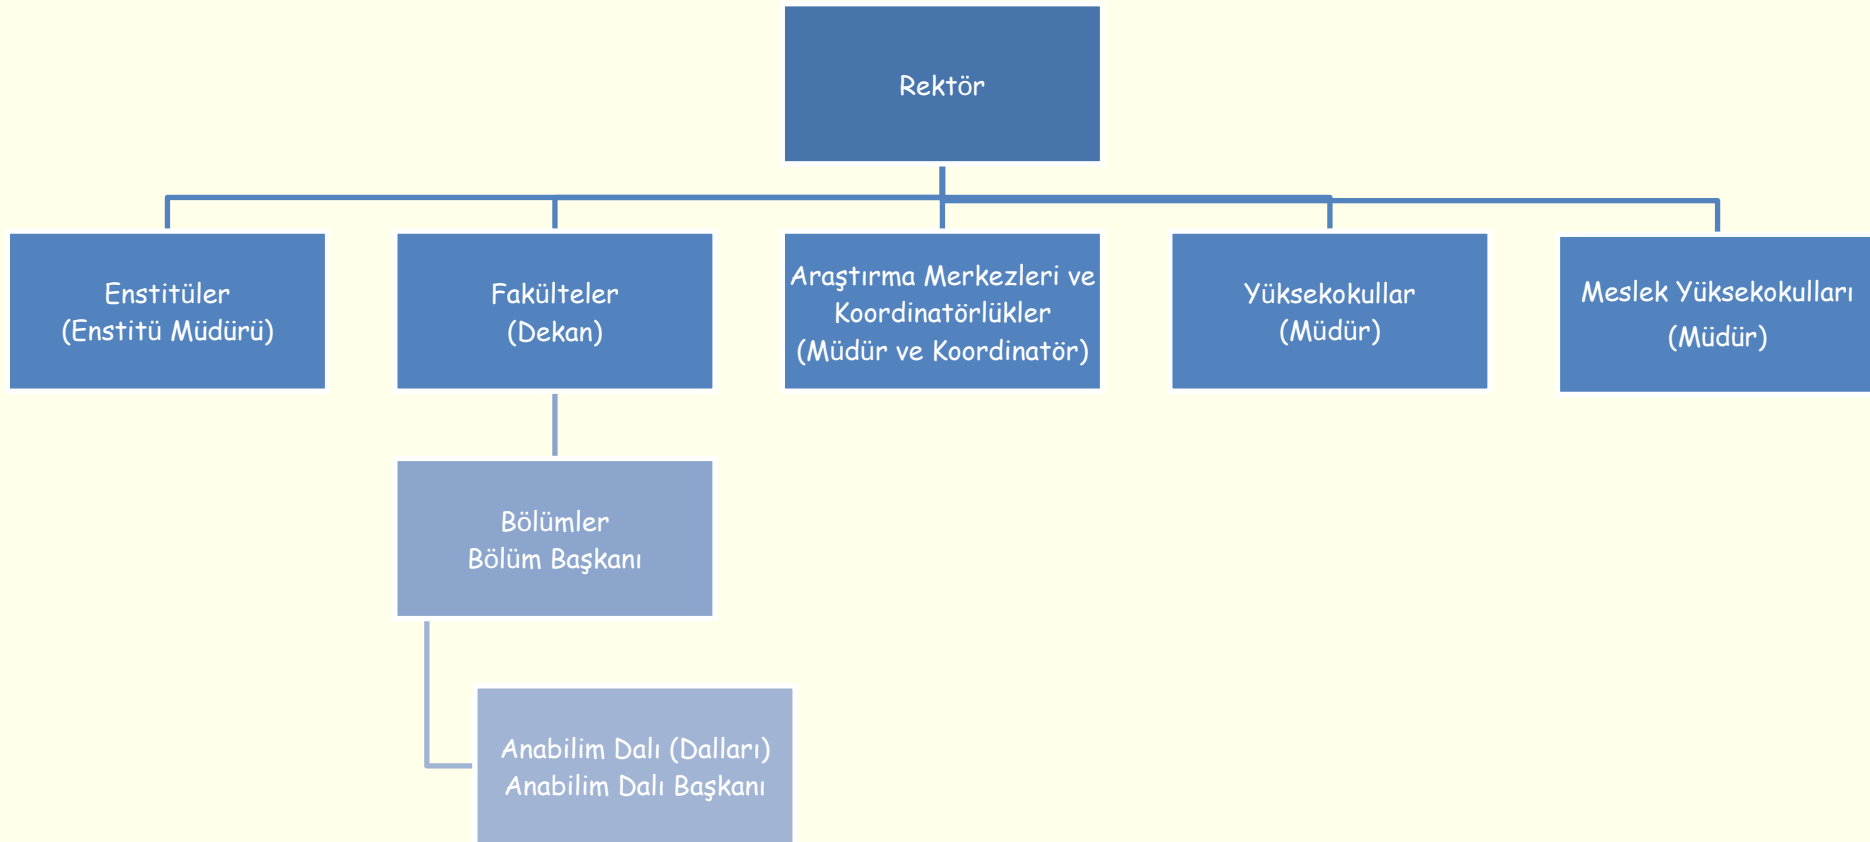 Rektör
Enstitüler
(Enstitü Müdürü)
Fakülteler
(Dekan)
Araştırma Merkezleri ve
Koordinatörlükler
(Müdür ve Koordinatör)
Yüksekokullar
(Müdür)
Meslek Yüksekokulları
(Müdür)
Bölümler
Bölüm Başkanı
Anabilim Dalı (Dalları)
Anabilim Dalı Başkanı